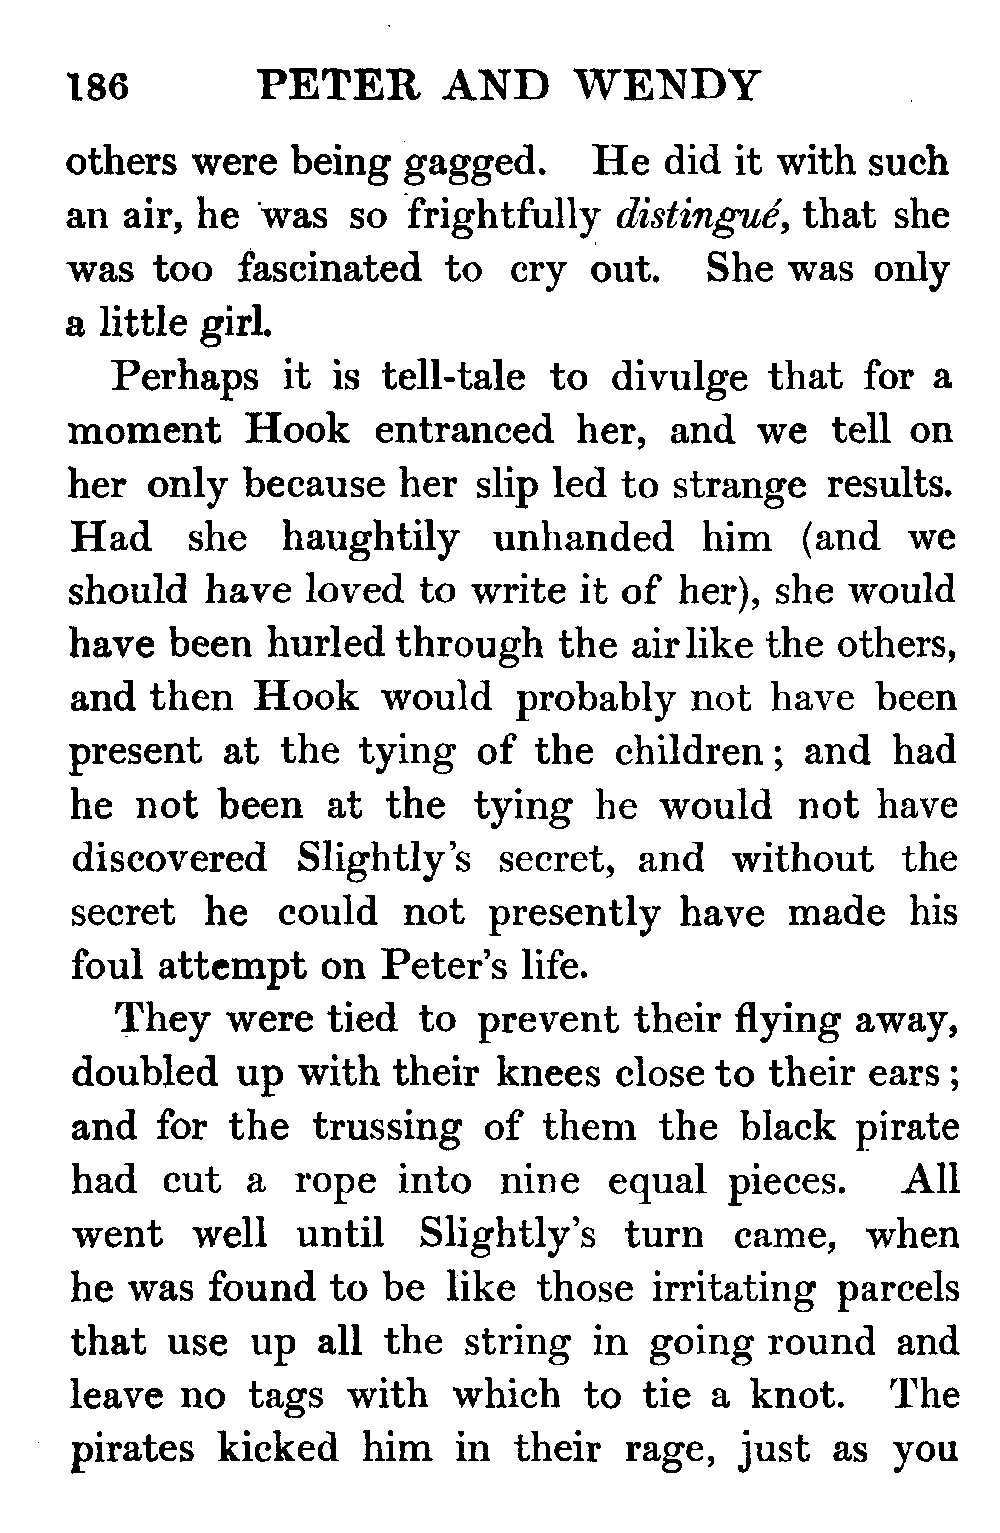 186 PETER AND WENDY
others were being gagged. He did it with such
an air, he was so frightfully distingué, that she
was too fascinated to cry out. She was only
a little girl.
Perhaps it is tell-tale to divulge that for a
moment Hook entranced her, and we tell on
her only because her slip led to strange results.
Had she haughtily unhanded him (and we
should have loved to write it of her), she would
have been hurled through the air like the others,
and then Hook would probably not have been
present at the tying of the children; and had
he not been at the tying he would not have
discovered Slightly's secret, and without the
secret he could not presently have made his
foul attempt on Peter's life.
They were tied to prevent their flying away,
doubled up with their knees close to their ears;
and for the trussing of them the black pirate
had cut a rope into nine equal pieces. All
went well until Slightly's turn came, when
he was found to be like those irritating parcels
that use up all the string in going round and
leave no tags with which to tie a knot. The
pirates kicked him in their rage, just as you